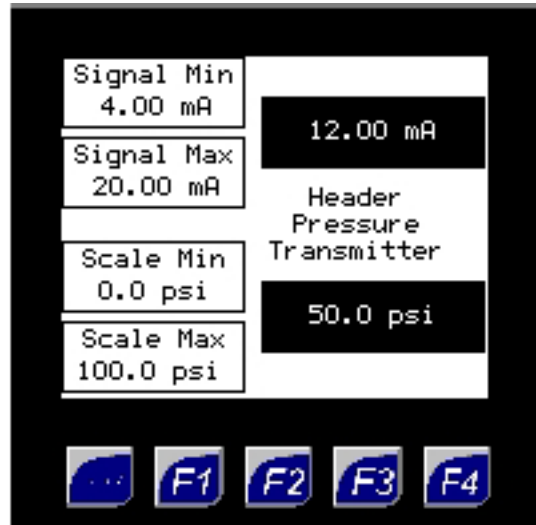 Signal Min
4.00 mA
Signal Max
20.00 mA
Scale Min
0.0 psi
Scale Max
100.0 psi
12.00 mA
Header
Pressure
Transmitter
50.0 psi
...
F1
F2
F3
F4